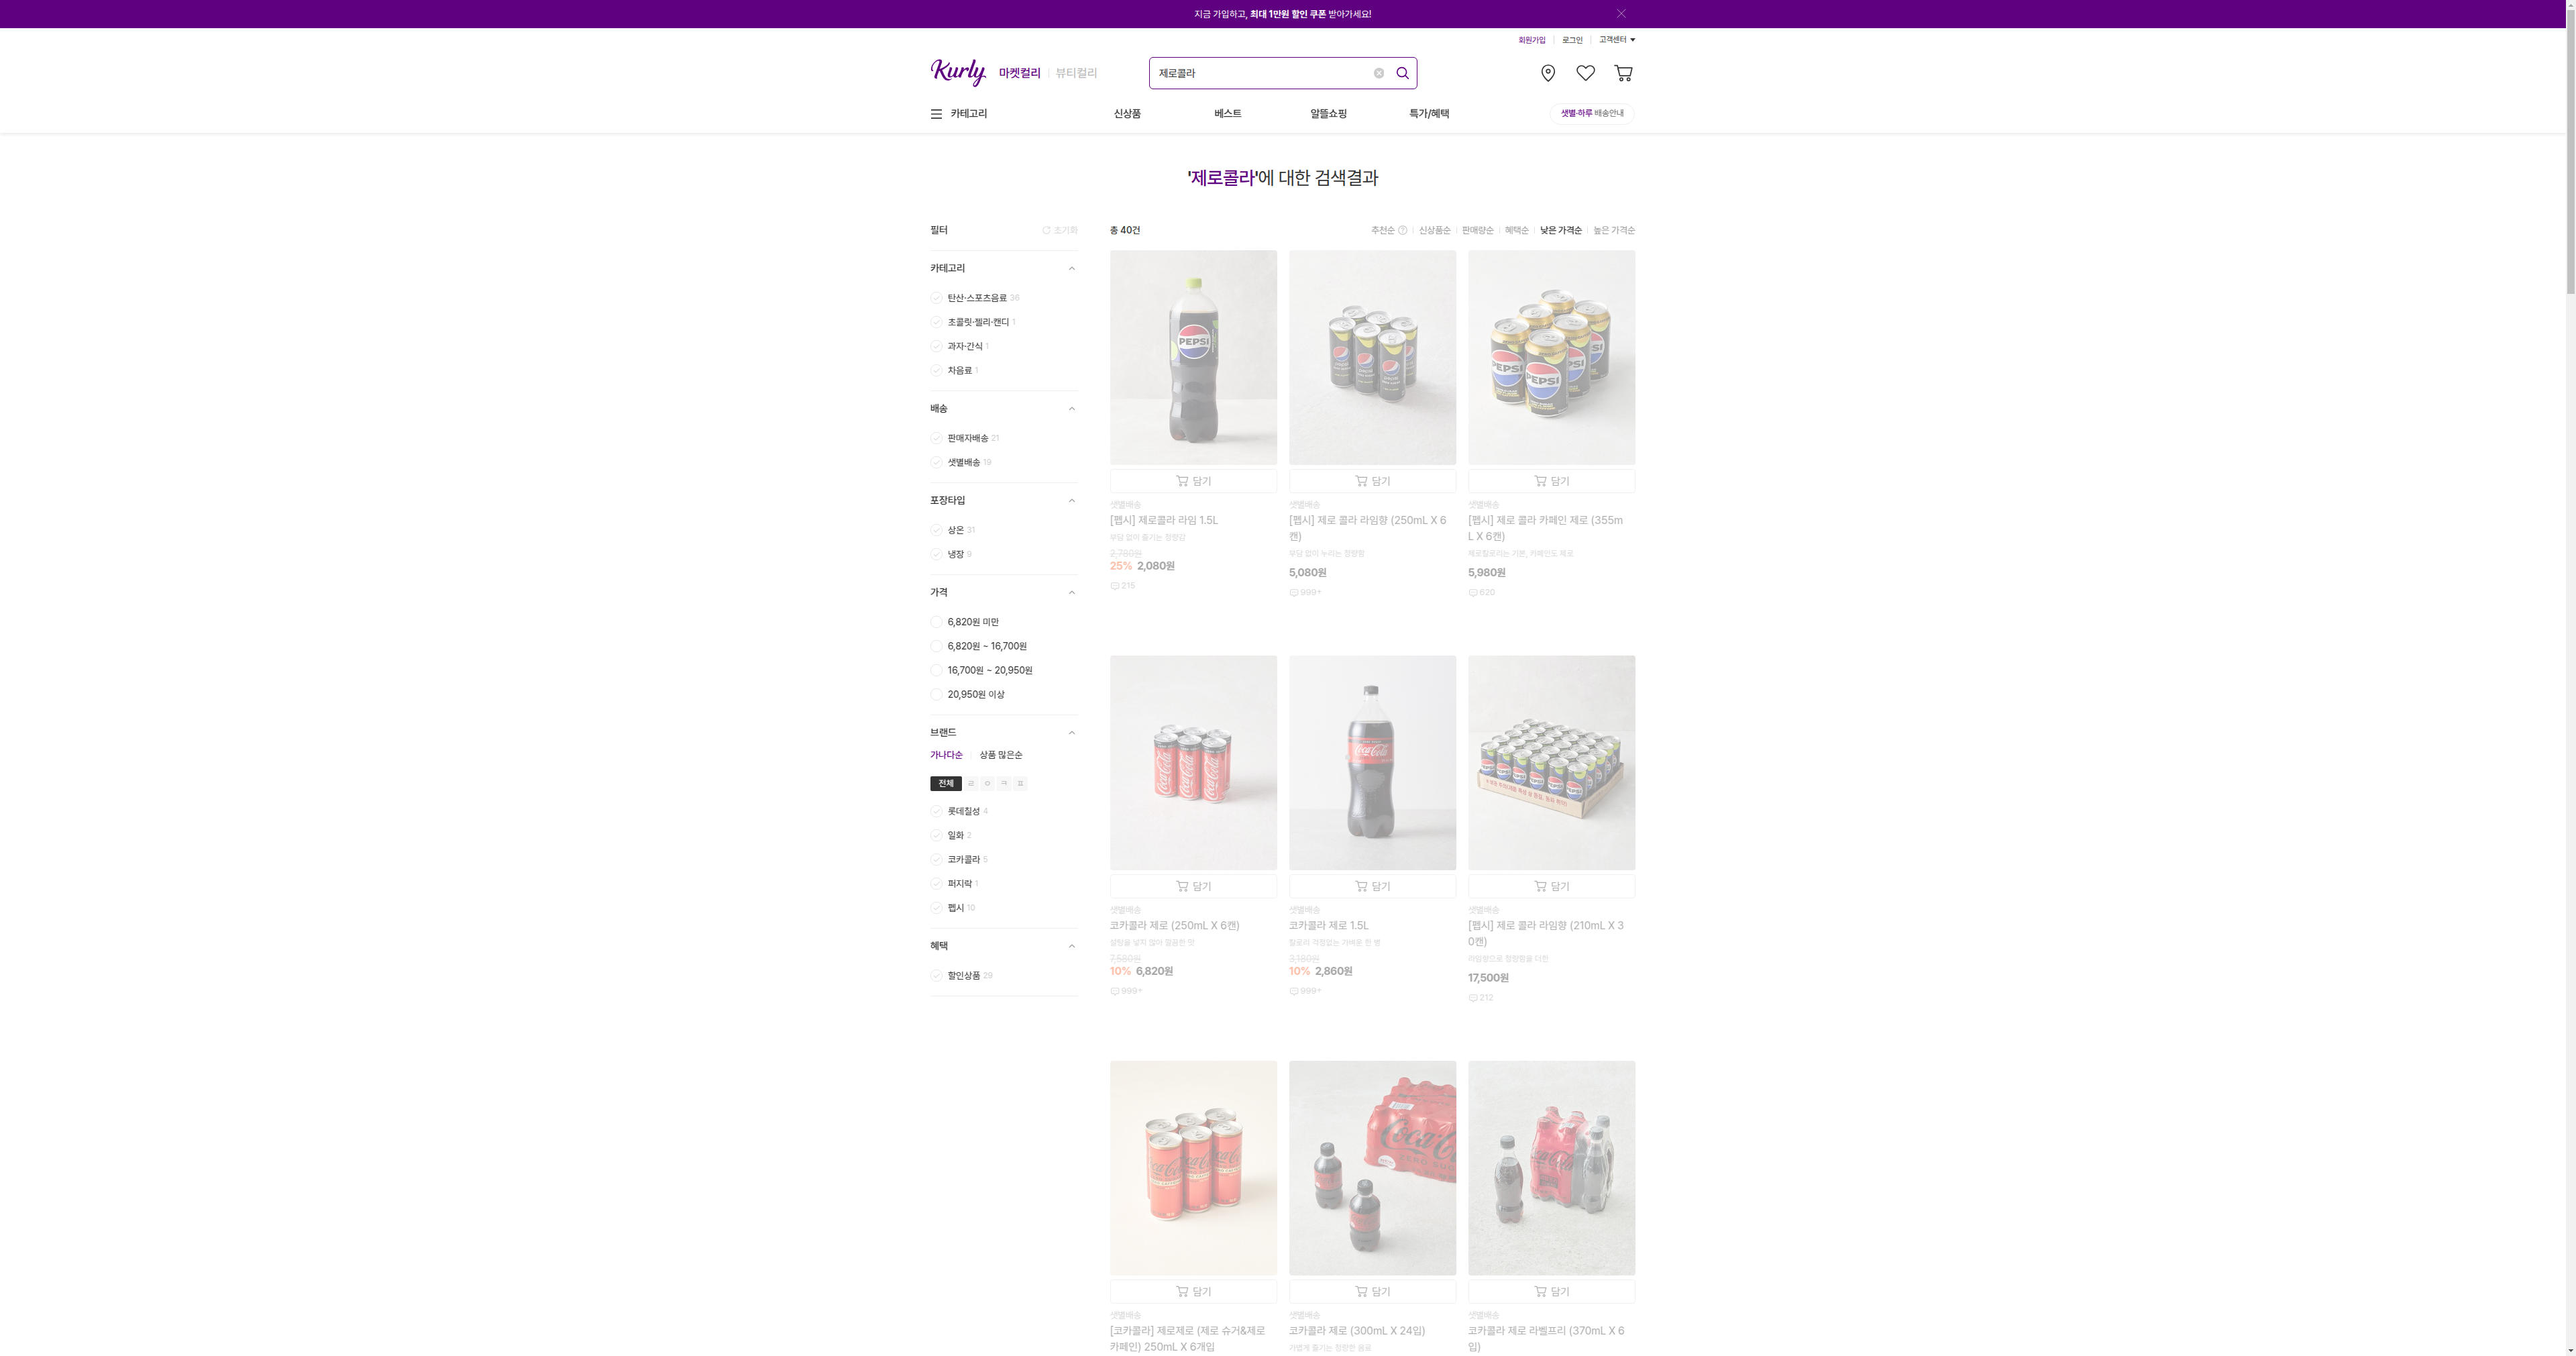 지금 가입하고, 최대 1만원 할인 쿠폰 받아가세요!
회원가입 로그인 고객센터
Kurly 마켓컬리 뷰티컬리 제로콜라
카테고리 신상품 베스트 알뜰쇼핑 특가/혜택 샛별·하루 배송안내
'제로콜라'에 대한 검색결과
필터 초기화
카테고리
탄산·스포츠음료 36
초콜릿·젤리·캔디 1
과자·간식 1
차음료 1
배송
판매자배송 21
샛별배송 19
포장타입
상온 31
냉장 9
가격
6,820원 미만
6,820원 ~ 16,700원
16,700원 ~ 20,950원
20,950원 이상
브랜드
가나다순 상품 많은순
전체 ㄹ ㅇ ㅋ ㅍ
롯데칠성 4
일화 2
코카콜라 5
퍼지락 1
펩시 10
혜택
할인상품 29
총 40건 추천순 ? 신상품순 판매량순 혜택순 낮은 가격순 높은 가격순
PEPSI
담기
샛별배송
[펩시] 제로콜라 라임 1.5L
부담 없이 즐기는 청량감
2,780원
25% 2,080원
215
담기
샛별배송
[펩시] 제로 콜라 라임향 (250mL X 6
캔)
부담 없이 누리는 청량함
5,080원
999+
PEPSI
PEPSI
PEPSI
담기
샛별배송
[펩시] 제로 콜라 카페인 제로 (355m
L X 6캔)
제로칼로리는 기본, 카페인도 제로
5,980원
620
Coca-Cola
담기
샛별배송
코카콜라 제로 (250mL X 6캔)
설탕을 넣지 않아 깔끔한 맛
7,580원
10% 6,820원
999+
Coca-Cola
담기
샛별배송
코카콜라 제로 1.5L
칼로리 걱정없는 가벼운 한 병
3,180원
10% 2,860원
999+
담기
샛별배송
[펩시] 제로 콜라 라임향 (210mL X 3
0캔)
라임향으로 청량함을 더한
17,500원
212
담기
샛별배송
[코카콜라] 제로제로 (제로 슈거&제로
카페인) 250mL X 6개입
Coca-Cola
ZERO SUG
담기
샛별배송
코카콜라 제로 (300mL X 24입)
가볍게 즐기는 청량한 음료
담기
샛별배송
코카콜라 제로 라벨프리 (370mL X 6
입)